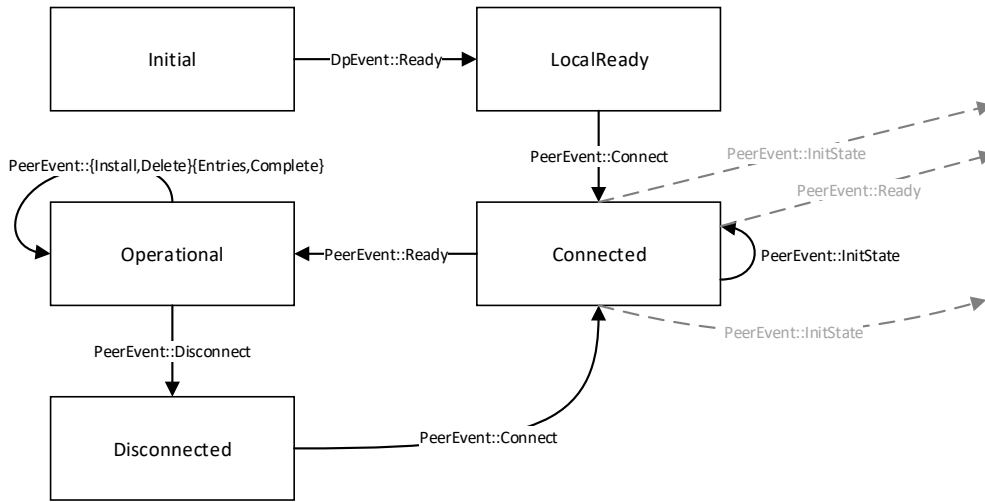 Initial
DpEvent::Ready
LocalReady
PeerEvent::InitState
PeerEvent::Connect
PeerEvent::{Install,Delete}{Entries,Complete}
PeerEvent::Ready
Operational
PeerEvent::Ready
Connected
PeerEvent::InitState
PeerEvent::InitState
PeerEvent::Disconnect
PeerEvent::Connect
Disconnected